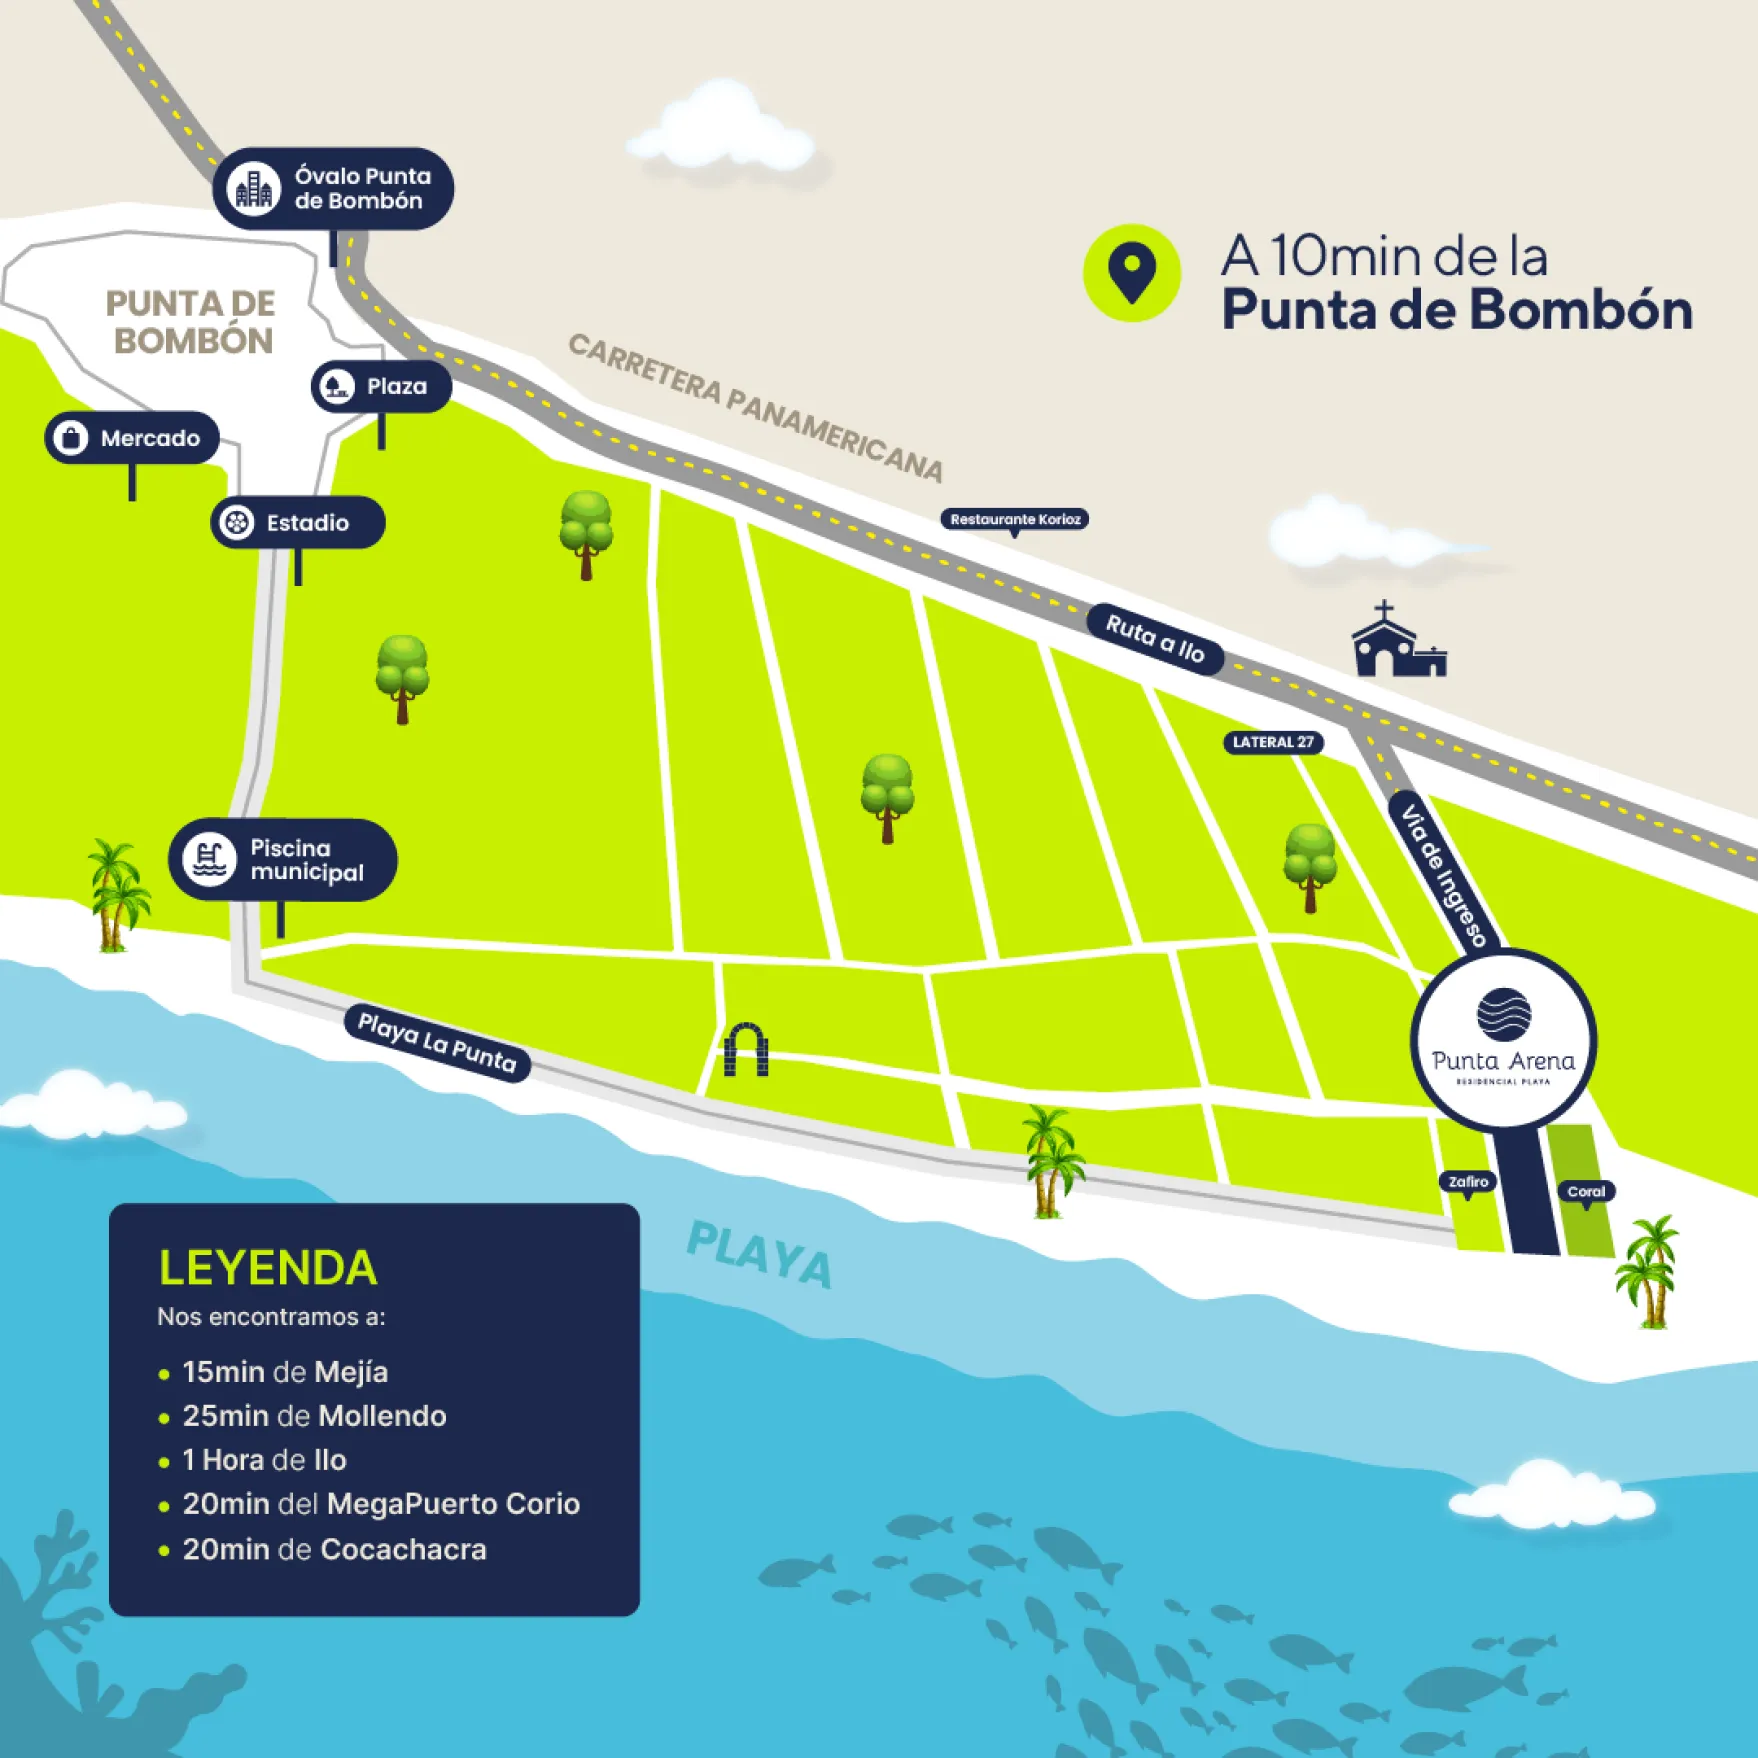 Óvalo Punta
de Bombón
A 10min de la
Punta de Bombón
PUNTA DE
BOMBÓN
CARRETERA PANAMERICANA
Plaza
Mercado
Estadio
Restaurante Korioz
Ruta a Ilo
LATERAL 27
Via de Ingreso
Piscina
municipal
Playa La Punta
Punta Arena
RESIDENCIAL PLAYA
Zafiro
Coral
PLAYA
LEYENDA
Nos encontramos a:
• 15min de Mejía
• 25min de Mollendo
• 1 Hora de Ilo
• 20min del MegaPuerto Corio
• 20min de Cocachacra